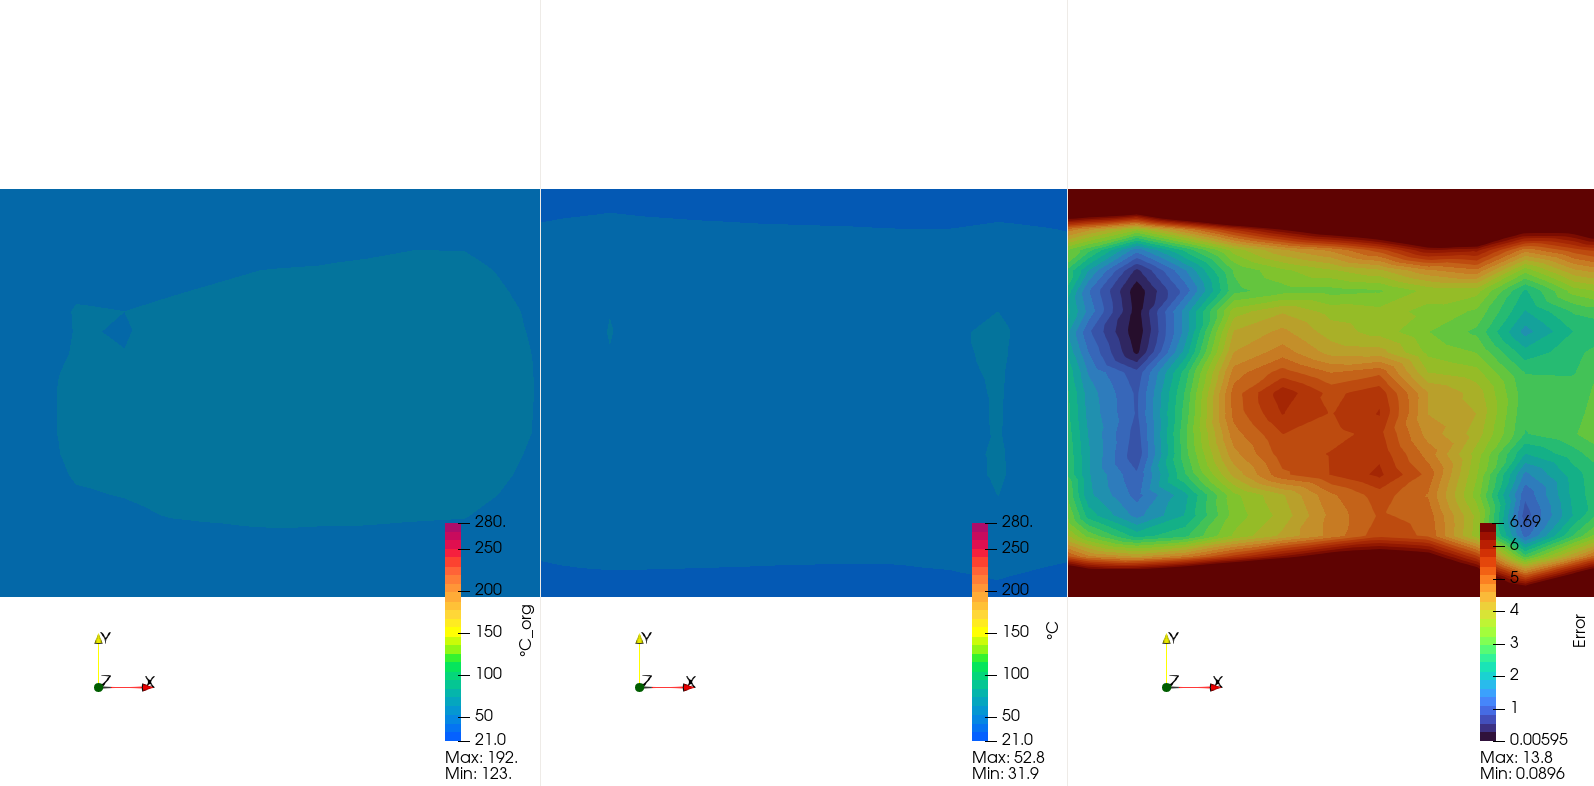 280.
250
200
150
100
50
21.0
°C_org
Max: 192.
Min: 123.
Y
Z
X
280.
250
200
150
100
50
21.0
°C
Max: 52.8
Min: 31.9
Y
Z
X
6.69
6
5
4
3
2
1
0.00595
Error
Max: 13.8
Min: 0.0896
Y
Z
X